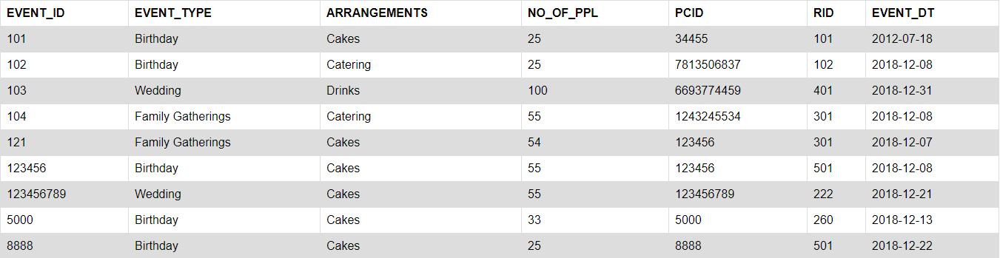 EVENT_ID EVENT_TYPE ARRANGEMENTS NO_OF_PPL PCID RID EVENT_DT
101 Birthday Cakes 25 34455 101 2012-07-18
102 Birthday Catering 25 7813506837 102 2018-12-08
103 Wedding Drinks 100 6693774459 401 2018-12-31
104 Family Gatherings Catering 55 1243245534 301 2018-12-08
121 Family Gatherings Cakes 54 123456 301 2018-12-07
123456 Birthday Cakes 55 123456 501 2018-12-08
123456789 Wedding Cakes 55 123456789 222 2018-12-21
5000 Birthday Cakes 33 5000 260 2018-12-13
8888 Birthday Cakes 25 8888 501 2018-12-22